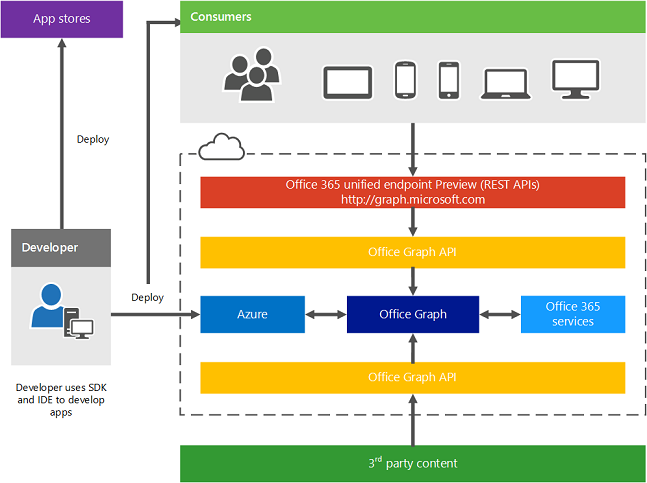 App stores
Consumers
Deploy
Office 365 unified endpoint Preview (REST APIs)
http://graph.microsoft.com
Developer
Office Graph API
Deploy
Azure
Office Graph
Office 365
services
Office Graph API
Developer uses SDK
and IDE to develop
apps
3rd party content